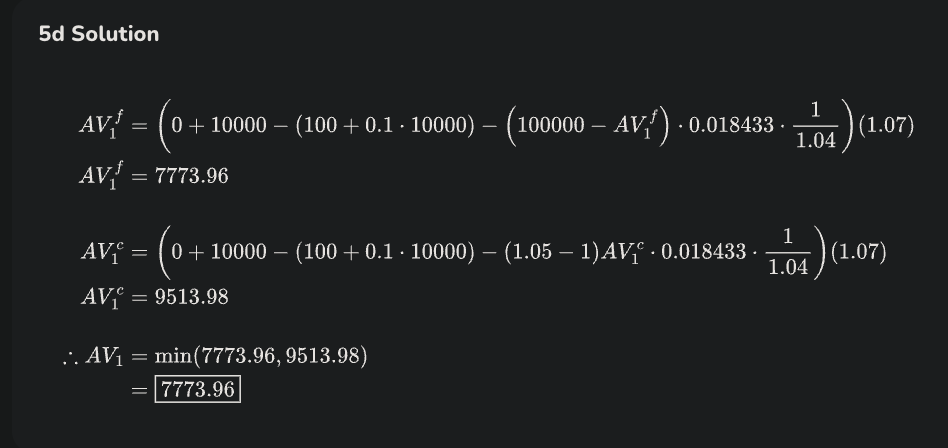 5d Solution
$AV_1^f = \left(0 + 10000 - (100 + 0.1 \cdot 10000) - \left(100000 - AV_1^f\right) \cdot 0.018433 \cdot \frac{1}{1.04}\right)(1.07)$
$AV_1^f = 7773.96$
$AV_1^c = \left(0 + 10000 - (100 + 0.1 \cdot 10000) - (1.05 - 1)AV_1^c \cdot 0.018433 \cdot \frac{1}{1.04}\right)(1.07)$
$AV_1^c = 9513.98$
$\therefore AV_1 = \min(7773.96, 9513.98)$
$= \boxed{7773.96}$